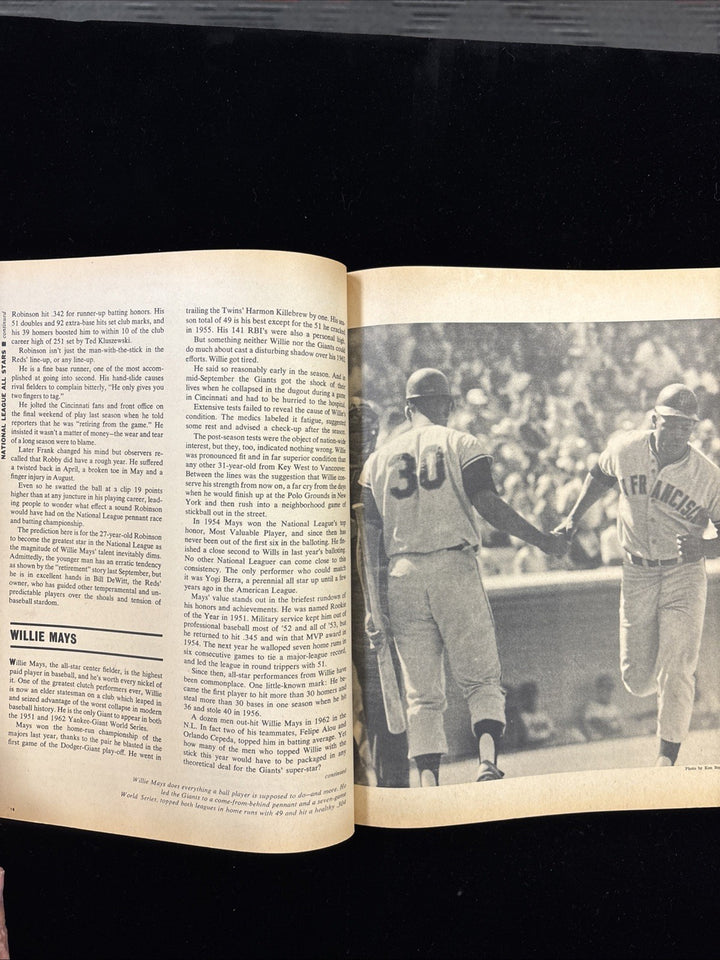 NATIONAL LEAGUE ALL STARS ■ continued
Robinson hit .342 for runner-up batting honors. His
51 doubles and 92 extra-base hits set club marks, and
his 39 homers boosted him to within 10 of the club
career high of 251 set by Ted Kluszewski.
Robinson isn't just the man-with-the-stick in the
Reds' line-up, or any line-up.
He is a fine base runner, one of the most accom-
plished at going into second. His hand-slide causes
rival fielders to complain bitterly, "He only gives you
two fingers to tag."
He jolted the Cincinnati fans and front office on
the final weekend of play last season when he told
reporters that he was "retiring from the game." He
insisted it wasn't a matter of money—the wear and tear
of a long season were to blame.
Later Frank changed his mind but observers re-
called that Robby did have a rough year. He suffered
a twisted back in April, a broken toe in May and a
finger injury in August.
Even so he swatted the ball at a clip 19 points
higher than at any juncture in his playing career, lead-
ing people to wonder what effect a sound Robinson
would have had on the National League pennant race
and batting championship.
The prediction here is for the 27-year-old Robinson
to become the greatest star in the National League as
the magnitude of Willie Mays' talent inevitably dims.
Admittedly, the younger man has an erratic tendency
as shown by the "retirement" story last September, but
he is in excellent hands in Bill DeWitt, the Reds'
owner, who has guided other temperamental and un-
predictable players over the shoals and tension of
baseball stardom.
WILLIE MAYS
Willie Mays, the all-star center fielder, is the highest
paid player in baseball, and he's worth every nickel of
it. One of the greatest clutch performers ever, Willie
is now an elder statesman on a club which leaped in
and seized advantage of the worst collapse in modern
baseball history. He is the only Giant to appear in both
the 1951 and 1962 Yankee-Giant World Series.
Mays won the home-run championship of the
majors last year, thanks to the pair he blasted in the
first game of the Dodger-Giant play-off. He went in
trailing the Twins' Harmon Killebrew by one. His sea-
son total of 49 is his best except for the 51 he cracked
in 1955. His 141 RBI's were also a personal high.
But something neither Willie nor the Giants could
do much about cast a disturbing shadow over his 1962
efforts. Willie got tired.
He said so reasonably early in the season. And in
mid-September the Giants got the shock of their
lives when he collapsed in the dugout during a game
in Cincinnati and had to be hurried to the hospital.
Extensive tests failed to reveal the cause of Willie's
condition. The medics labeled it fatigue, suggested
some rest and advised a check-up after the season.
The post-season tests were the object of nation-wide
interest, but they, too, indicated nothing wrong. Willie
was pronounced fit and in far superior condition than
any other 31-year-old from Key West to Vancouver.
Between the lines was the suggestion that Willie con-
serve his strength from now on, a far cry from the days
when he would finish up at the Polo Grounds in New
York and then rush into a neighborhood game of
stickball out in the street.
In 1954 Mays won the National League's top
honor, Most Valuable Player, and since then has
never been out of the first six in the balloting. He fin-
ished a close second to Wills in last year's balloting.
No other National Leaguer can come close to the
consistency. The only performer who could match
it was Yogi Berra, a perennial all star up until a few
years ago in the American League.
Mays' value stands out in the briefest rundown of
his honors and achievements. He was named Rookie
of the Year in 1951. Military service kept him out of
professional baseball most of '52 and all of '53, but
he returned to hit .345 and win that MVP award in
1954. The next year he walloped seven home runs in
six consecutive games to tie a major-league record,
and led the league in round trippers with 51.
Since then, all-star performances from Willie have
been commonplace. One little-known mark: He be-
came the first player to hit more than 30 homers and
steal more than 30 bases in one season when he hit
36 and stole 40 in 1956.
A dozen men out-hit Willie Mays in 1962 in the
N.L. In fact two of his teammates, Felipe Alou and
Orlando Cepeda, topped him in batting average. Yet
how many of the men who topped Willie with the
stick this year would have to be packaged in any
theoretical deal for the Giants' super-star?
continued
Willie Mays does everything a ball player is supposed to do—and more. He
led the Giants to a come-from-behind pennant and a seven-game
World Series, topped both leagues in home runs with 49 and hit a healthy .304
30
FRANCISC
Photo by Ken